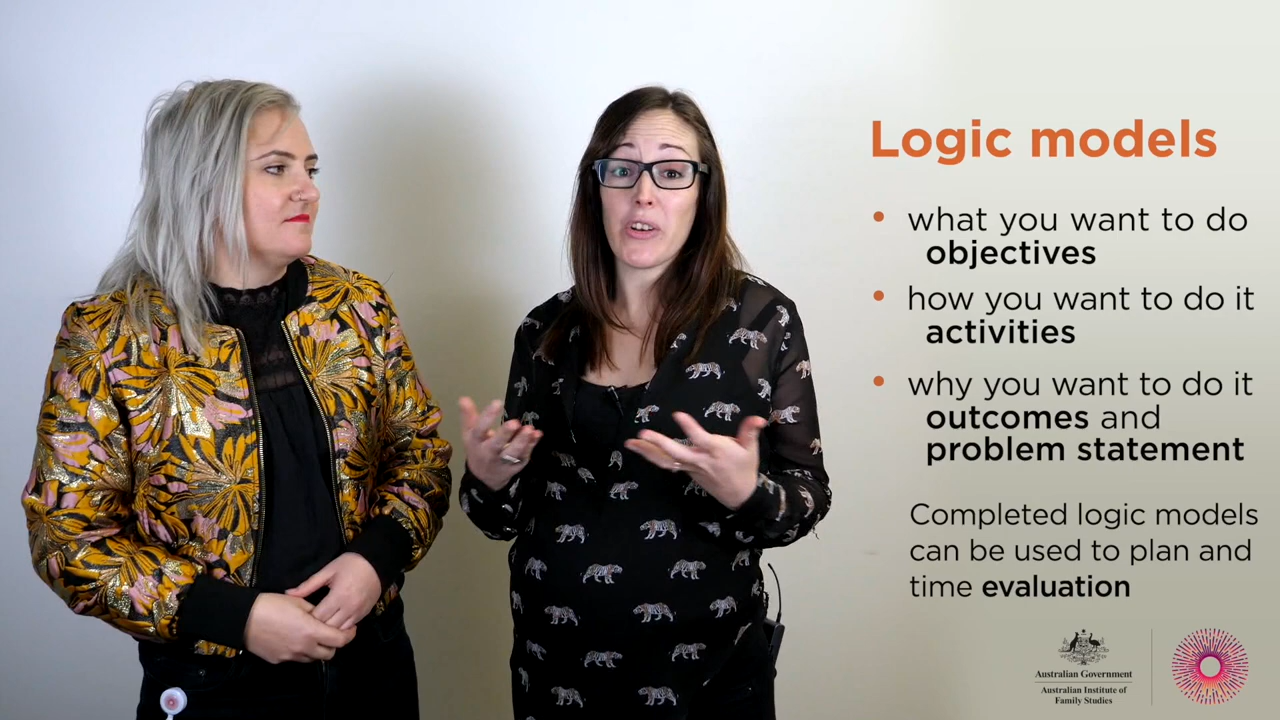 Logic models
• what you want to do
objectives
• how you want to do it
activities
• why you want to do it
outcomes and
problem statement
Completed logic models
can be used to plan and
time evaluation
Australian Government
Australian Institute of
Family Studies